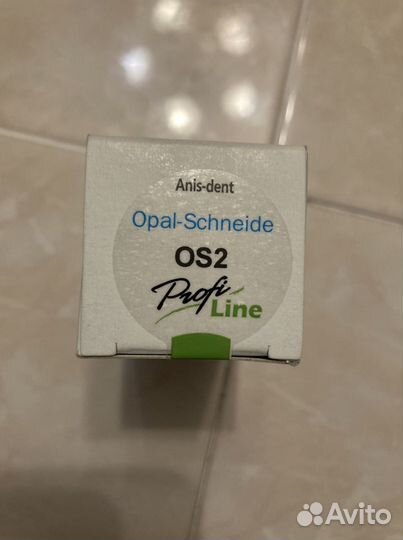 Anis-dent
Opal-Schneide
OS2
Profi
Line
Avito